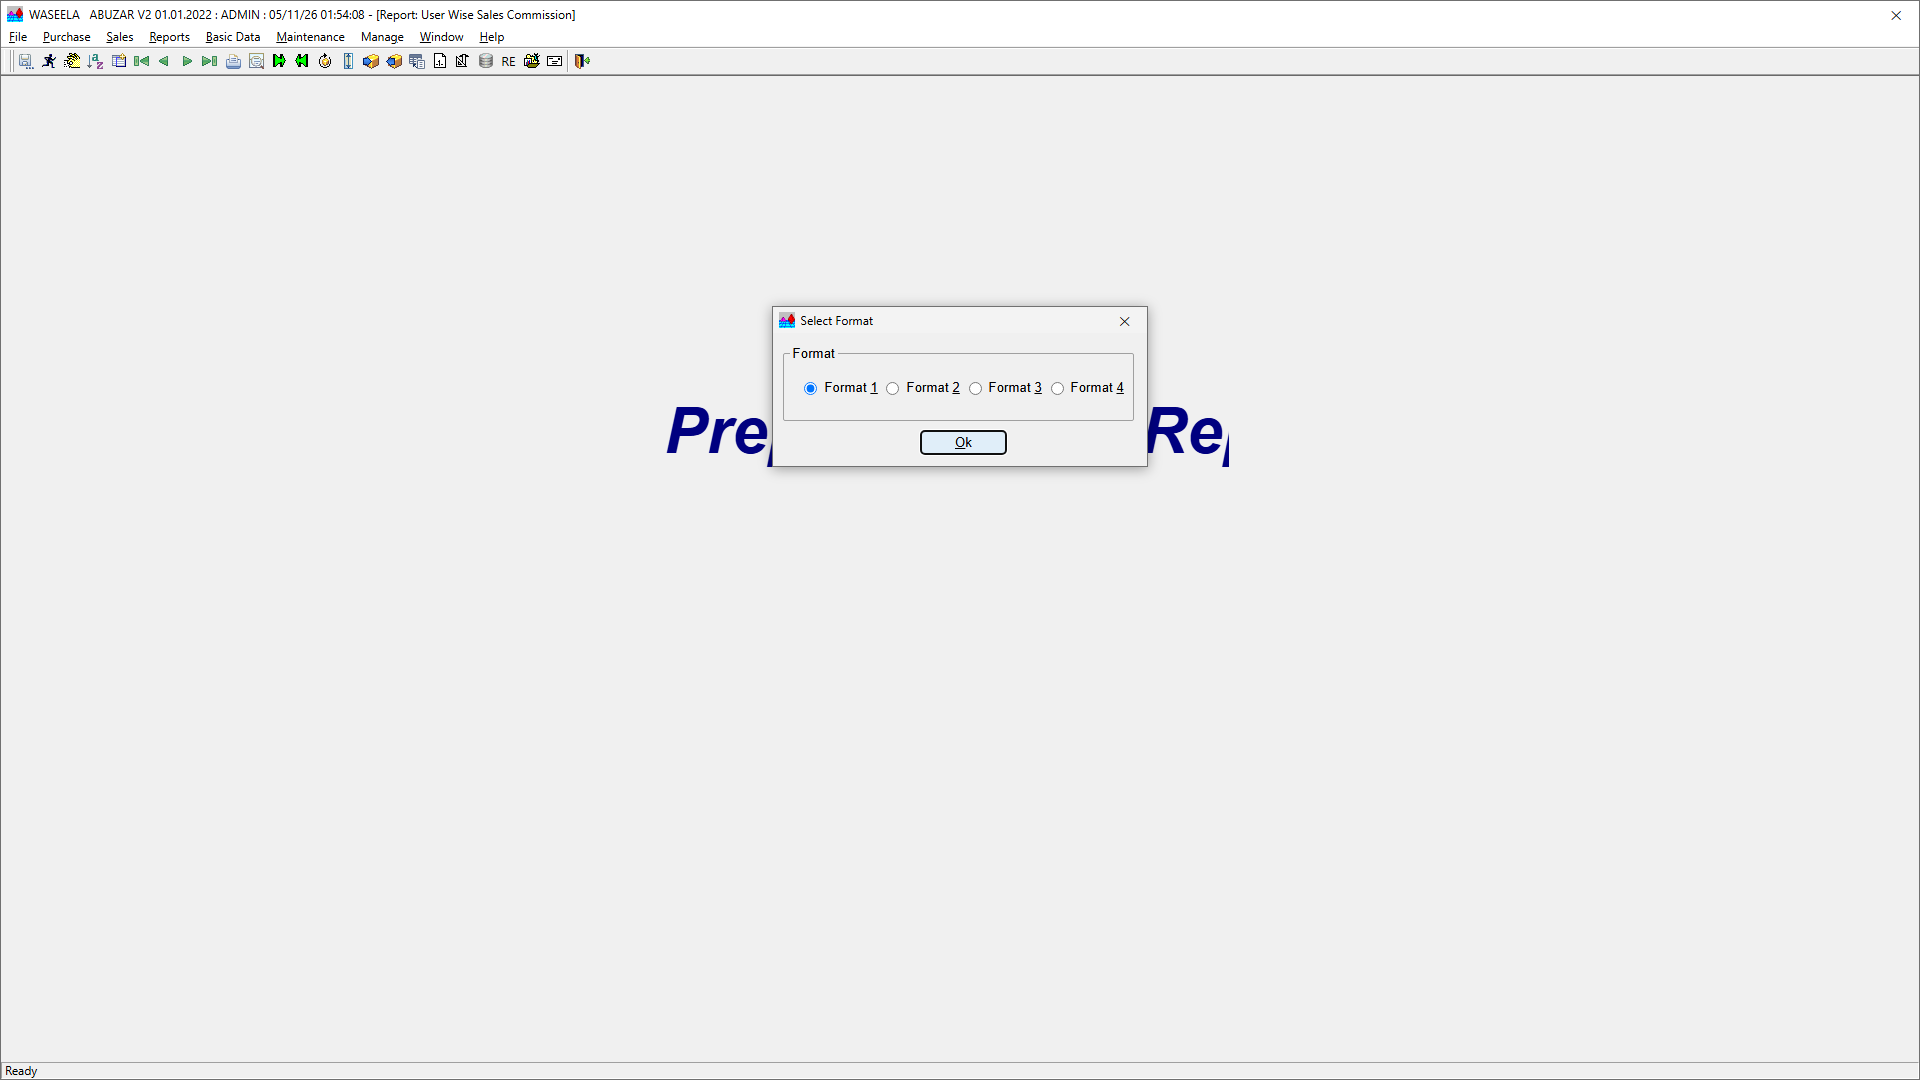 WASEELA   ABUZAR V2 01.01.2022 : ADMIN : 05/11/26 01:54:08 - [Report: User Wise Sales Commission]
File Purchase Sales Reports Basic Data Maintenance Manage Window Help
RE
Select Format
Format
Format 1 Format 2 Format 3 Format 4
Ok
Ready